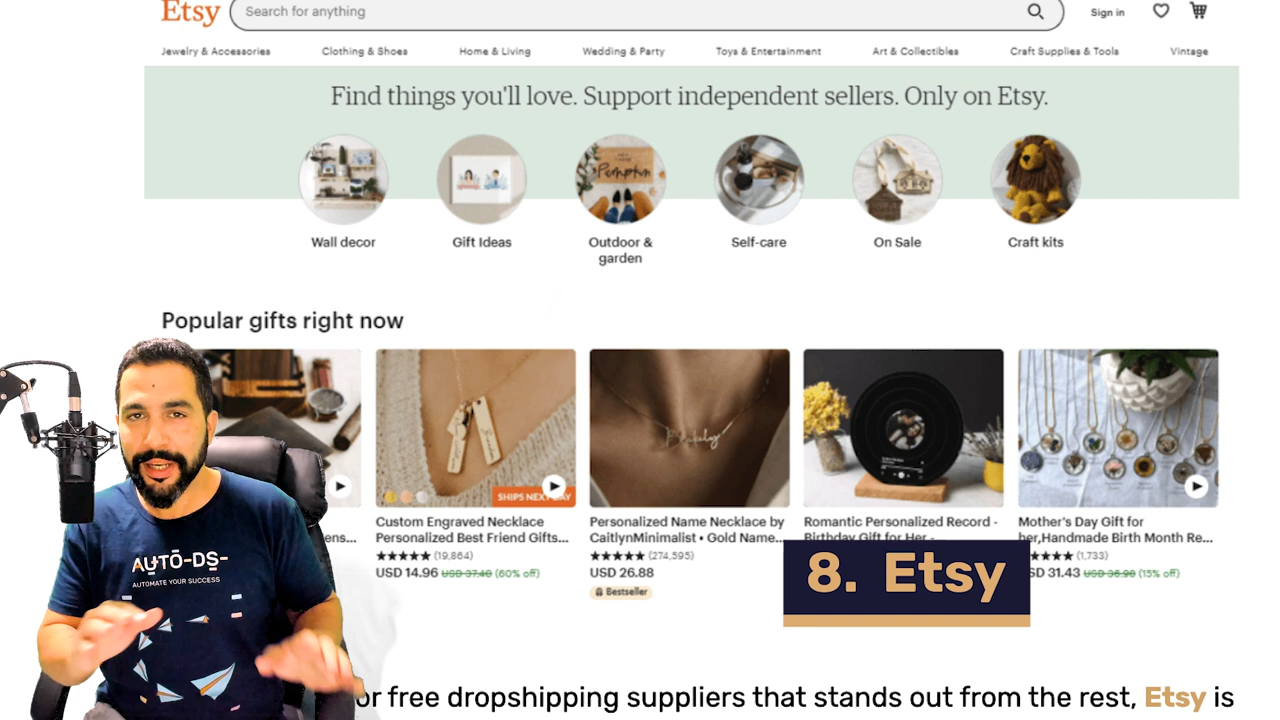 Etsy
Search for anything
Sign in
Jewelry & Accessories Clothing & Shoes Home & Living Wedding & Party Toys & Entertainment Art & Collectibles Craft Supplies & Tools Vintage
Find things you'll love. Support independent sellers. Only on Etsy.
Pumpkin
Wall decor Gift Ideas Outdoor & Self-care On Sale Craft kits
garden
Popular gifts right now
SHIPS NEXT DAY
Custom Engraved Necklace Personalized Name Necklace by Romantic Personalized Record - Mother's Day Gift for
Personalized Best Friend Gifts... CaitlynMinimalist • Gold Name... Birthday Gift for Her - her,Handmade Birth Month Re...
(19,864) (274,595) (1,733)
USD 14.96 USD 37.40 (60% off) USD 26.88 SD 31.43 USD 36.98 (15% off)
Bestseller
8. Etsy
AUTO-DS-
AUTOMATE YOUR SUCCESS
or free dropshipping suppliers that stands out from the rest, Etsy is